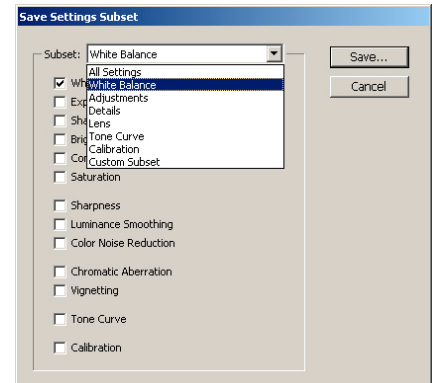 Save Settings Subset
Subset: White Balance
Save...
All Settings
Cancel
White Balance
Adjustments
Details
Lens
Tone Curve
Calibration
Custom Subset
Saturation
Sharpness
Luminance Smoothing
Color Noise Reduction
Chromatic Aberration
Vignetting
Tone Curve
Calibration